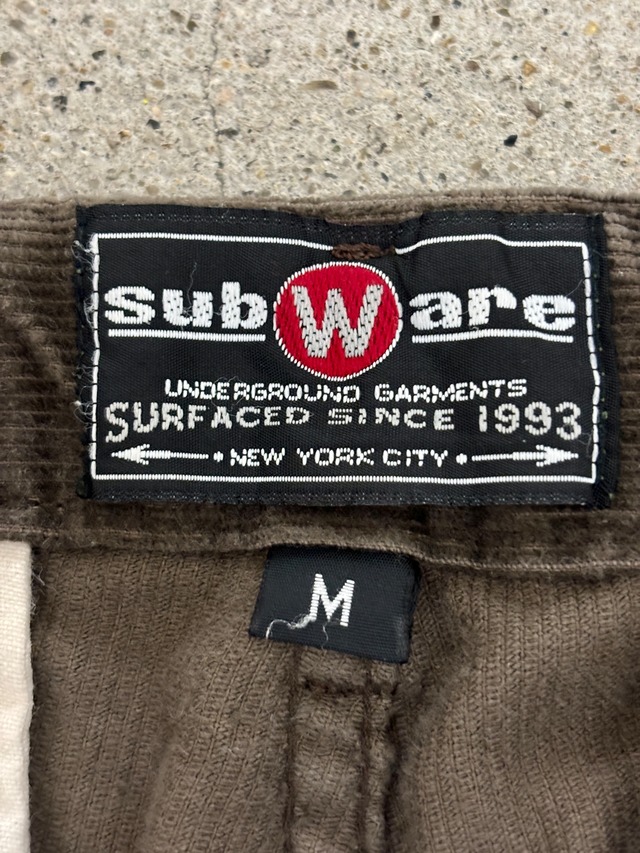 subWare
UNDERGROUND GARMENTS
SURFACED SINCE 1993
• NEW YORK CITY •
M